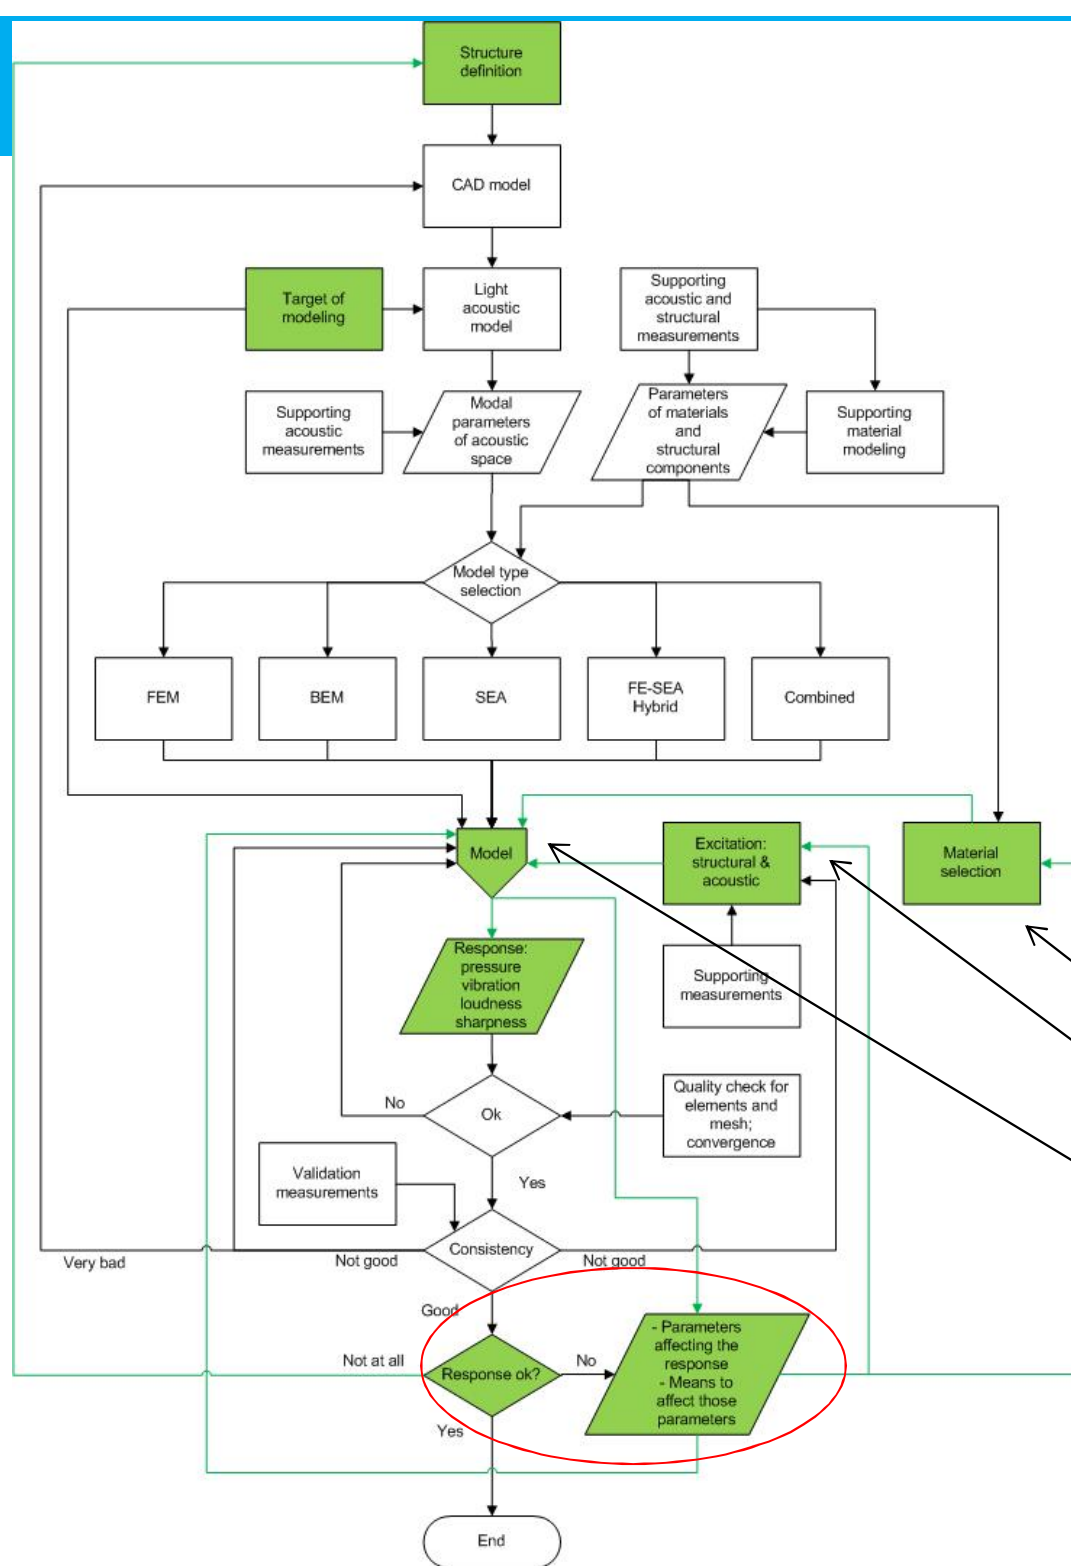 Structure
definition
CAD model
Target of
modeling
Light
acoustic
model
Supporting
acoustic and
structural
measurements
Supporting
acoustic
measurements
Modal
parameters
of acoustic
space
Parameters
of materials
and
structural
components
Supporting
material
modeling
Model type
selection
FEM
BEM
SEA
FE-SEA
Hybrid
Combined
Model
Excitation:
structural &
acoustic
Material
selection
Response:
pressure
vibration
loudness
sharpness
Supporting
measurements
No
Ok
Quality check for
elements and
mesh;
convergence
Yes
Validation
measurements
Consistency
Very bad
Not good
Not good
Good
Not at all
Response ok?
No
- Parameters
affecting the
response
- Means to
affect those
parameters
Yes
End